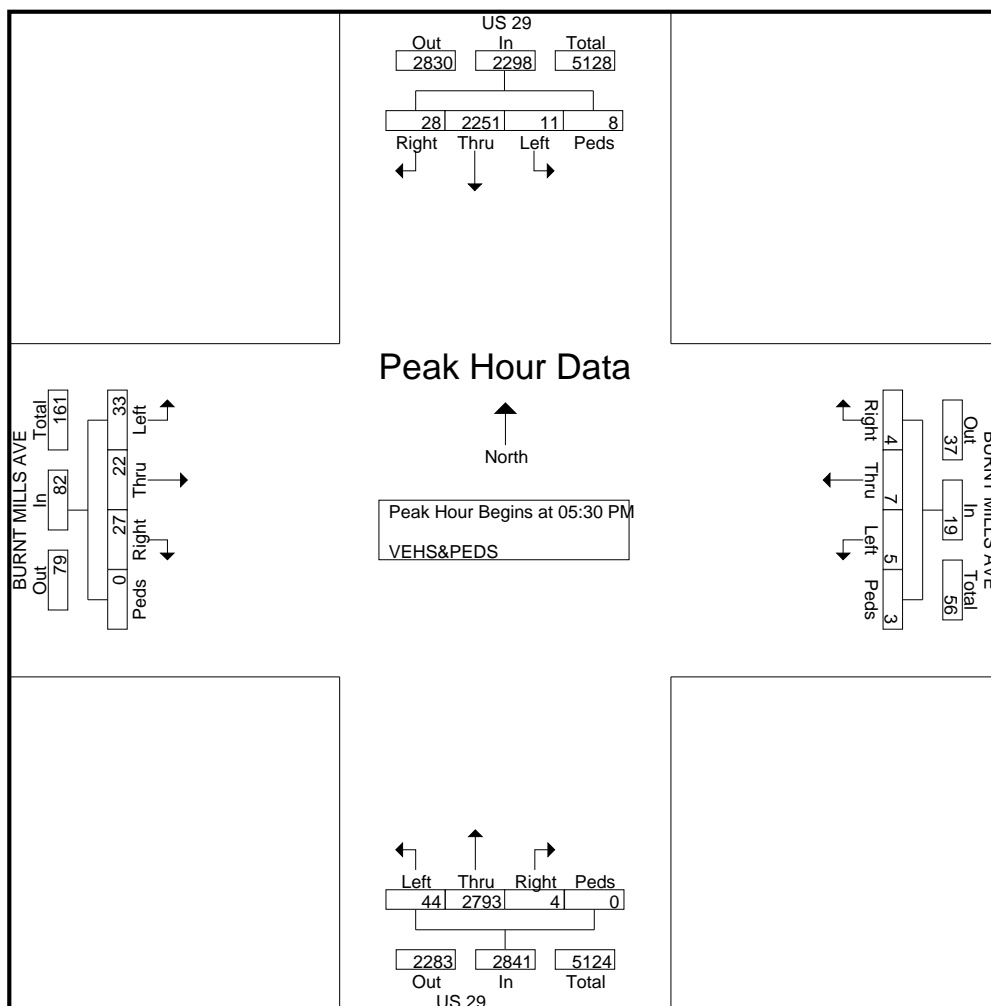 US 29
Out In Total
2830 2298 5128
28 2251 11 8
Right Thru Left Peds
Peak Hour Data
North
Peak Hour Begins at 05:30 PM
VEHS&PEDS
BURNT MILLS AVE
Out In Total
79 82 161
33 22 27 0
Left Thru Right Peds
BURNT MILLS AVE
Out In Total
37 19 56
4 7 5 3
Right Thru Left Peds
Left Thru Right Peds
44 2793 4 0
2283 2841 5124
Out In Total
US 29